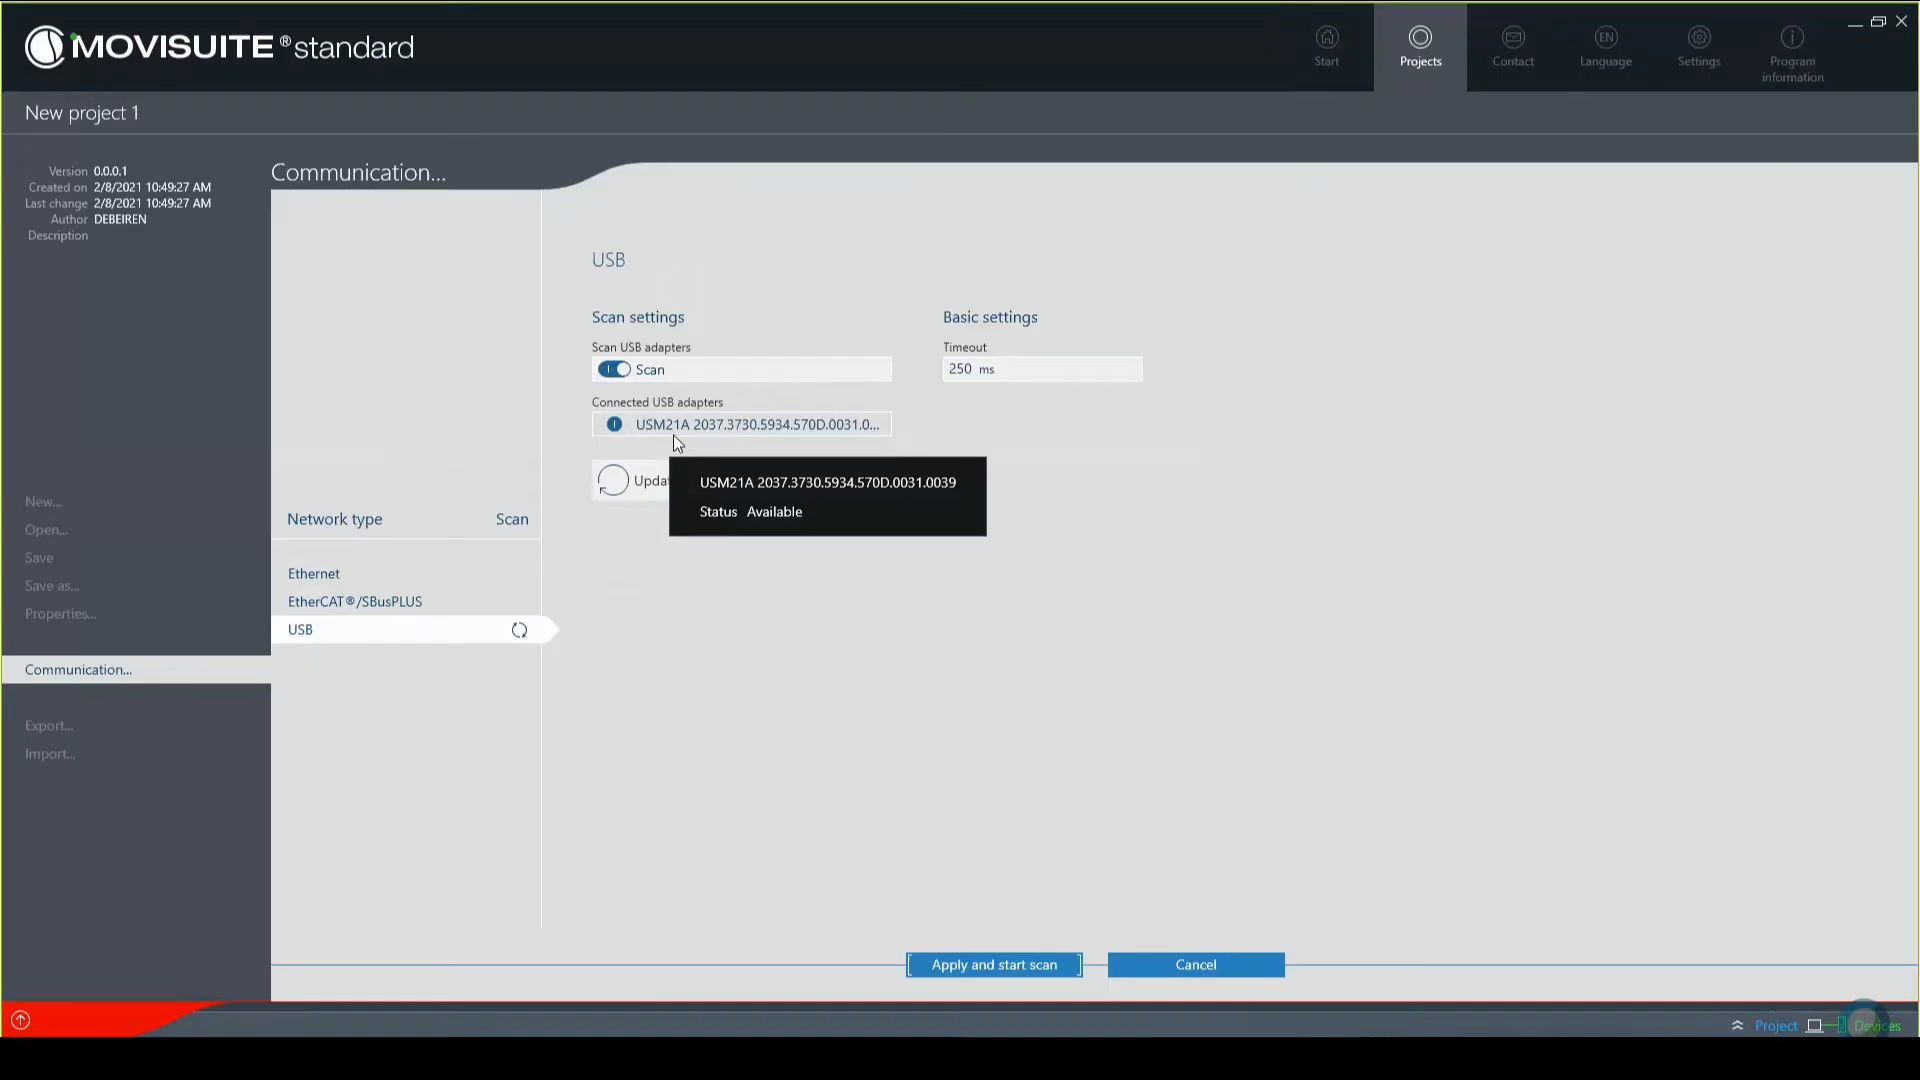 MOVISUITE ® standard
Start
Projects
Contact
EN
Language
Settings
Program
information
New project 1
Version 0.0.0.1
Created on 2/8/2021 10:49:27 AM
Last change 2/8/2021 10:49:27 AM
Author DEBEIREN
Description
Communication...
USB
Scan settings
Basic settings
Scan USB adapters
Timeout
Scan
250 ms
Connected USB adapters
USM21A 2037.3730.5934.570D.0031.0...
Upda
USM21A 2037.3730.5934.570D.0031.0039
Status Available
New...
Open...
Save
Save as...
Properties...
Communication...
Export...
Import...
Network type Scan
Ethernet
EtherCAT®/SBusPLUS
USB
Apply and start scan
Cancel
Project
Devices